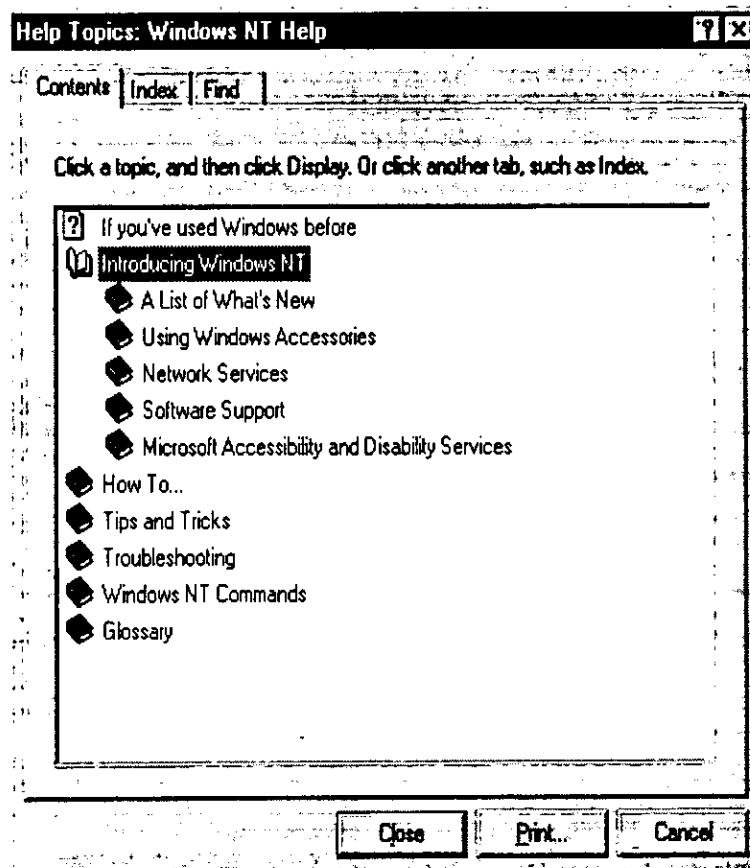 Help Topics: Windows NT Help
Contents Index Find
Click a topic, and then click Display. Or click another tab, such as Index.
If you've used Windows before
Introducing Windows NT
A List of What's New
Using Windows Accessories
Network Services
Software Support
Microsoft Accessibility and Disability Services
How To...
Tips and Tricks
Troubleshooting
Windows NT Commands
Glossary
Close Print... Cancel